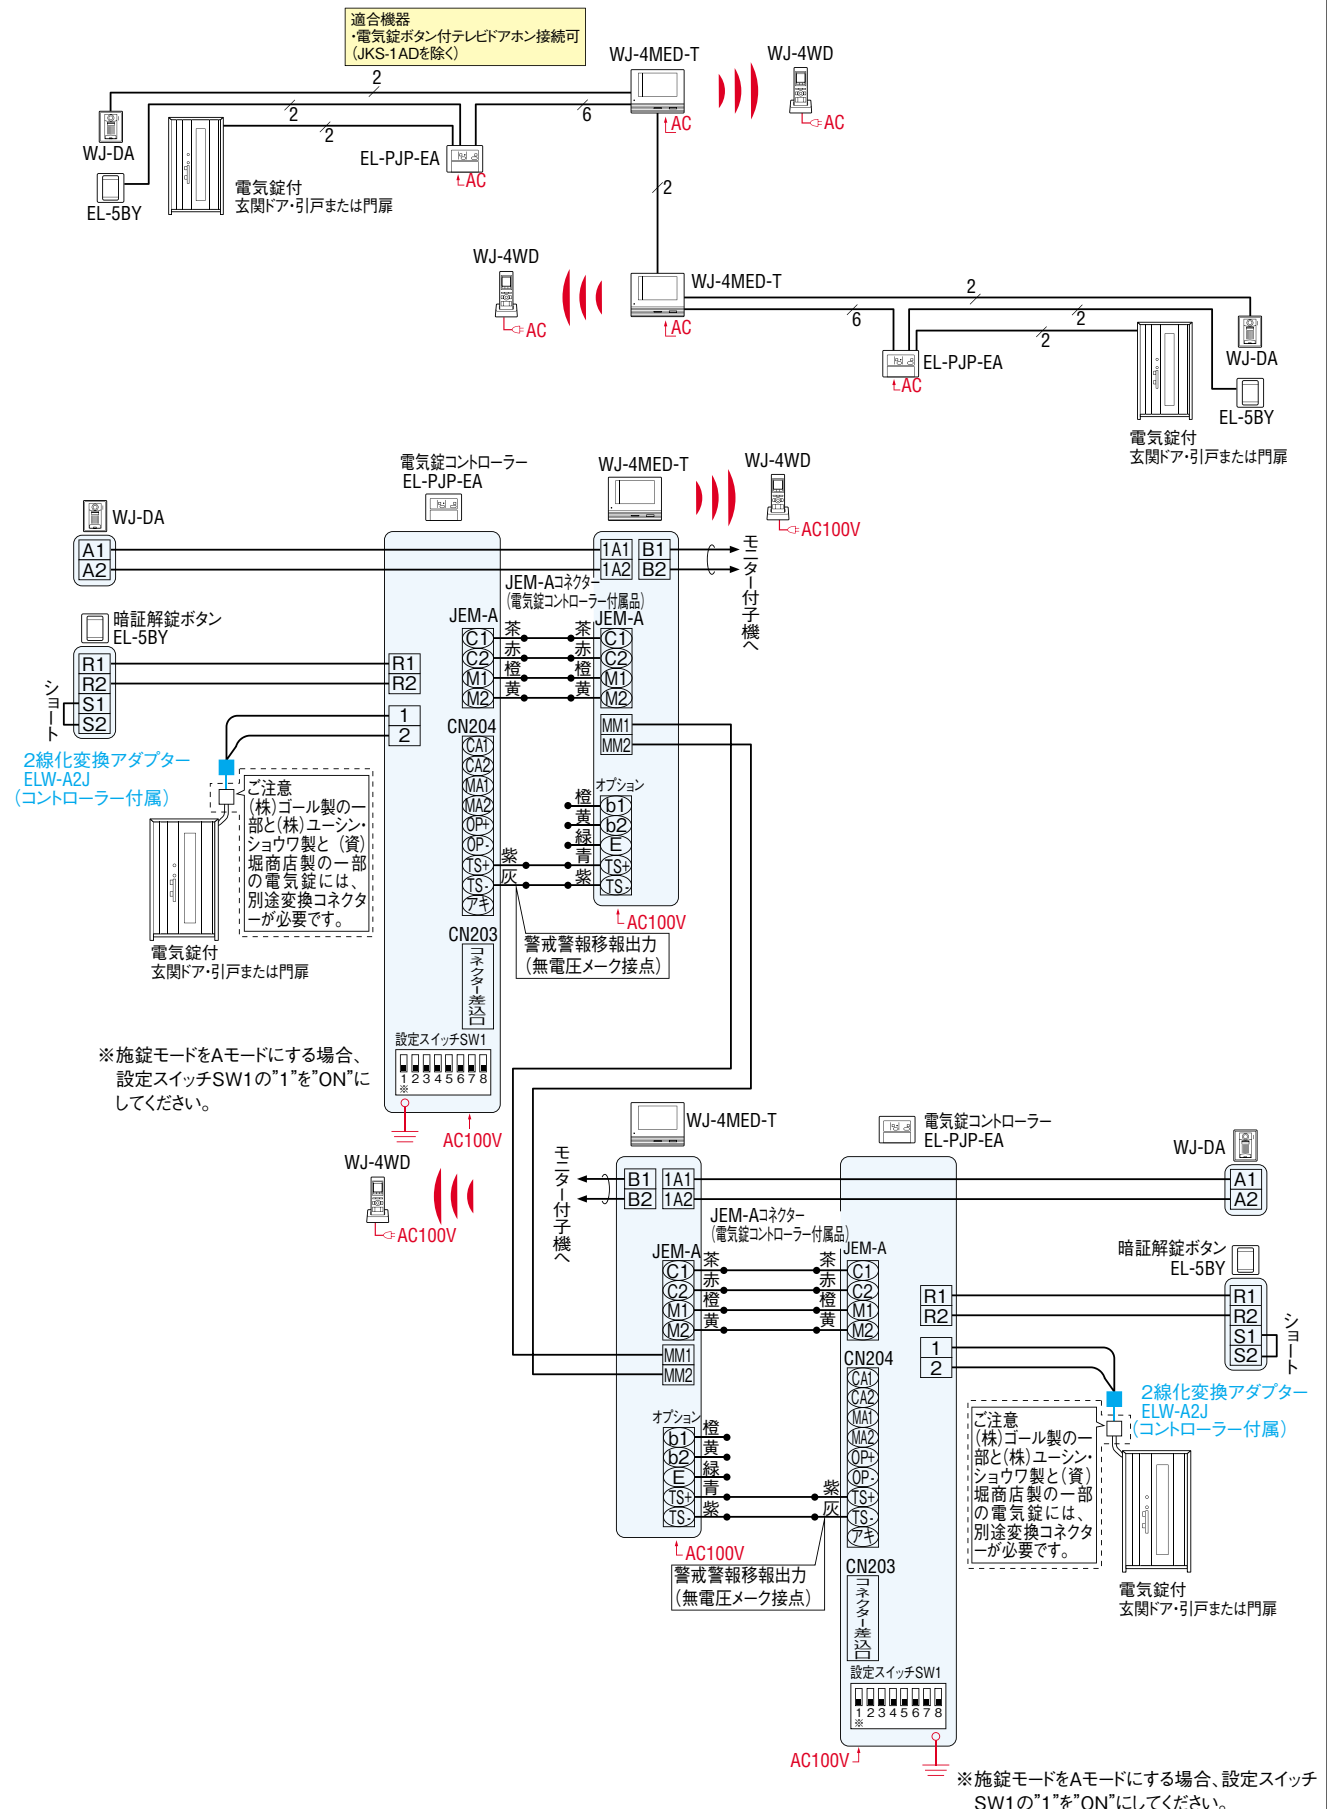 適合機器
・電気錠ボタン付テレビドアホン接続可
（JKS-1ADを除く）
WJ-4MED-T
WJ-4WD
2
2
2
6
AC
AC
WJ-DA
EL-PJP-EA
AC
電気錠付
玄関ドア・引戸または門扉
EL-5BY
2
WJ-4WD
WJ-4MED-T
2
AC
AC
6
2
2
WJ-DA
EL-PJP-EA
AC
EL-5BY
電気錠付
玄関ドア・引戸または門扉
電気錠コントローラー
EL-PJP-EA
WJ-4MED-T
WJ-4WD
AC100V
WJ-DA
A1
A2
1A1
1A2
B1
B2
モニター付子機へ
JEM-Aコネクター
（電気錠コントローラー付属品）
暗証解錠ボタン
EL-5BY
R1
R2
S1
S2
ショート
R1
R2
1
2
JEM-A
JEM-A
C1 茶 茶 C1
C2 赤 赤 C2
M1 橙 橙 M1
M2 黄 黄 M2
MM1
MM2
CN204
CA1
CA2
MA1
MA2
OP+
OP-
TS+
TS-
アキ
紫
灰
オプション
橙 b1
黄 b2
緑 E
青 TS+
紫 TS-
AC100V
2線化変換アダプター
ELW-A2J
（コントローラー付属）
ご注意
（株）ゴール製の一
部と（株）ユーシン・
ショウワ製と（資）
堀商店製の一部
の電気錠には、
別途変換コネクタ
ーが必要です。
電気錠付
玄関ドア・引戸または門扉
警戒警報移報出力
（無電圧メーク接点）
CN203
コネクター差込口
設定スイッチSW1
1 2 3 4 5 6 7 8
※
AC100V
※施錠モードをAモードにする場合、
設定スイッチSW1の”1”を”ON”に
してください。
WJ-4WD
AC100V
WJ-4MED-T
電気錠コントローラー
EL-PJP-EA
WJ-DA
モニター付子機へ
B1
B2
1A1
1A2
A1
A2
JEM-Aコネクター
（電気錠コントローラー付属品）
JEM-A
JEM-A
C1 茶 茶 C1
C2 赤 赤 C2
M1 橙 橙 M1
M2 黄 黄 M2
MM1
MM2
暗証解錠ボタン
EL-5BY
R1
R2
1
2
R1
R2
S1
S2
ショート
CN204
CA1
CA2
MA1
MA2
OP+
OP-
TS+
TS-
アキ
紫
灰
オプション
b1 橙
b2 黄
E 緑
TS+ 青
TS- 紫
AC100V
2線化変換アダプター
ELW-A2J
（コントローラー付属）
ご注意
（株）ゴール製の一
部と（株）ユーシン・
ショウワ製と（資）
堀商店製の一部
の電気錠には、
別途変換コネクタ
ーが必要です。
電気錠付
玄関ドア・引戸または門扉
警戒警報移報出力
（無電圧メーク接点）
CN203
コネクター差込口
設定スイッチSW1
1 2 3 4 5 6 7 8
※
AC100V
※施錠モードをAモードにする場合、設定スイッチ
SW1の”1”を”ON”にしてください。